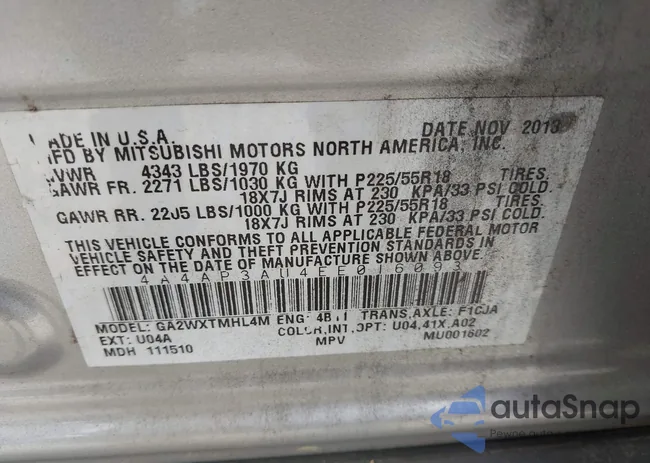 MADE IN U.S.A. DATE NOV 2013
MFD BY MITSUBISHI MOTORS NORTH AMERICA, INC.
GVWR 4343 LBS/1970 KG
GAWR FR. 2271 LBS/1030 KG WITH P225/55R18 TIRES.
18X7J RIMS AT 230 KPA/33 PSI COLD.
GAWR RR. 2205 LBS/1000 KG WITH P225/55R18 TIRES.
18X7J RIMS AT 230 KPA/33 PSI COLD.
THIS VEHICLE CONFORMS TO ALL APPLICABLE FEDERAL MOTOR
VEHICLE SAFETY AND THEFT PREVENTION STANDARDS IN
EFFECT ON THE DATE OF MANUFACTURE SHOWN ABOVE.
4A4AP3AU4EE016093
MODEL: GA2WXTMHL4M ENG: 4B11 TRANS,AXLE: F1CJA
EXT: U04A COLOR,INT,OPT: U04,41X,A02
MDH 111510 MPV MU001602
autoSnap